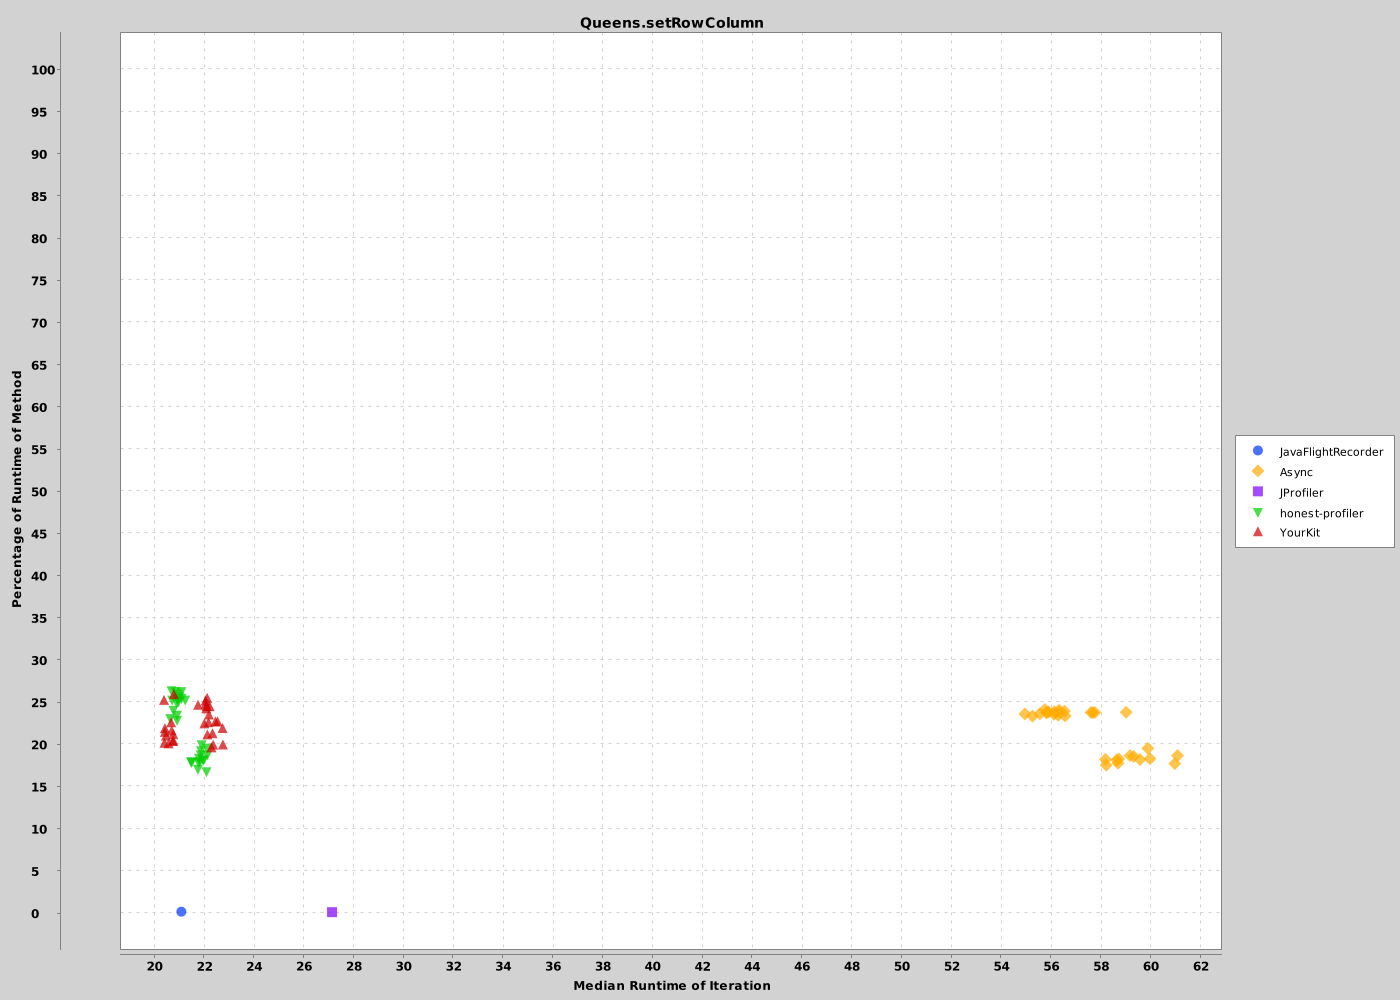 Queens.setRowColumn
Percentage of Runtime of Method
100
95
90
85
80
75
70
65
60
55
50
45
40
35
30
25
20
15
10
5
0
20 22 24 26 28 30 32 34 36 38 40 42 44 46 48 50 52 54 56 58 60 62
Median Runtime of Iteration
JavaFlightRecorder
Async
JProfiler
honest-profiler
YourKit